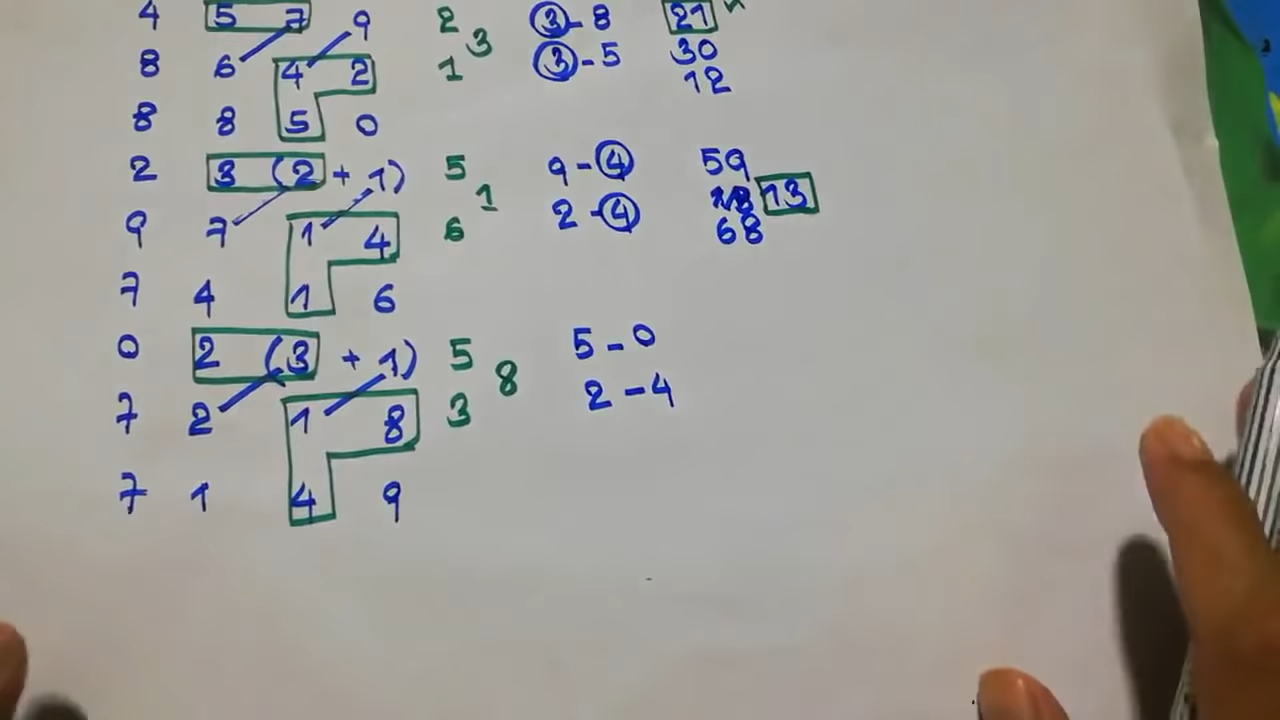 4 5 7 9 2 3 3-8 21
8 6 4 2 1 3-5 30
12
8 8 5 0
2 3 (2 + 1) 5 1 9-4 59
9 7 1 4 6 2-4 13
68
7 4 1 6
0 2 (3 + 1) 5 8 5-0
7 2 1 8 3 2-4
7 1 4 9